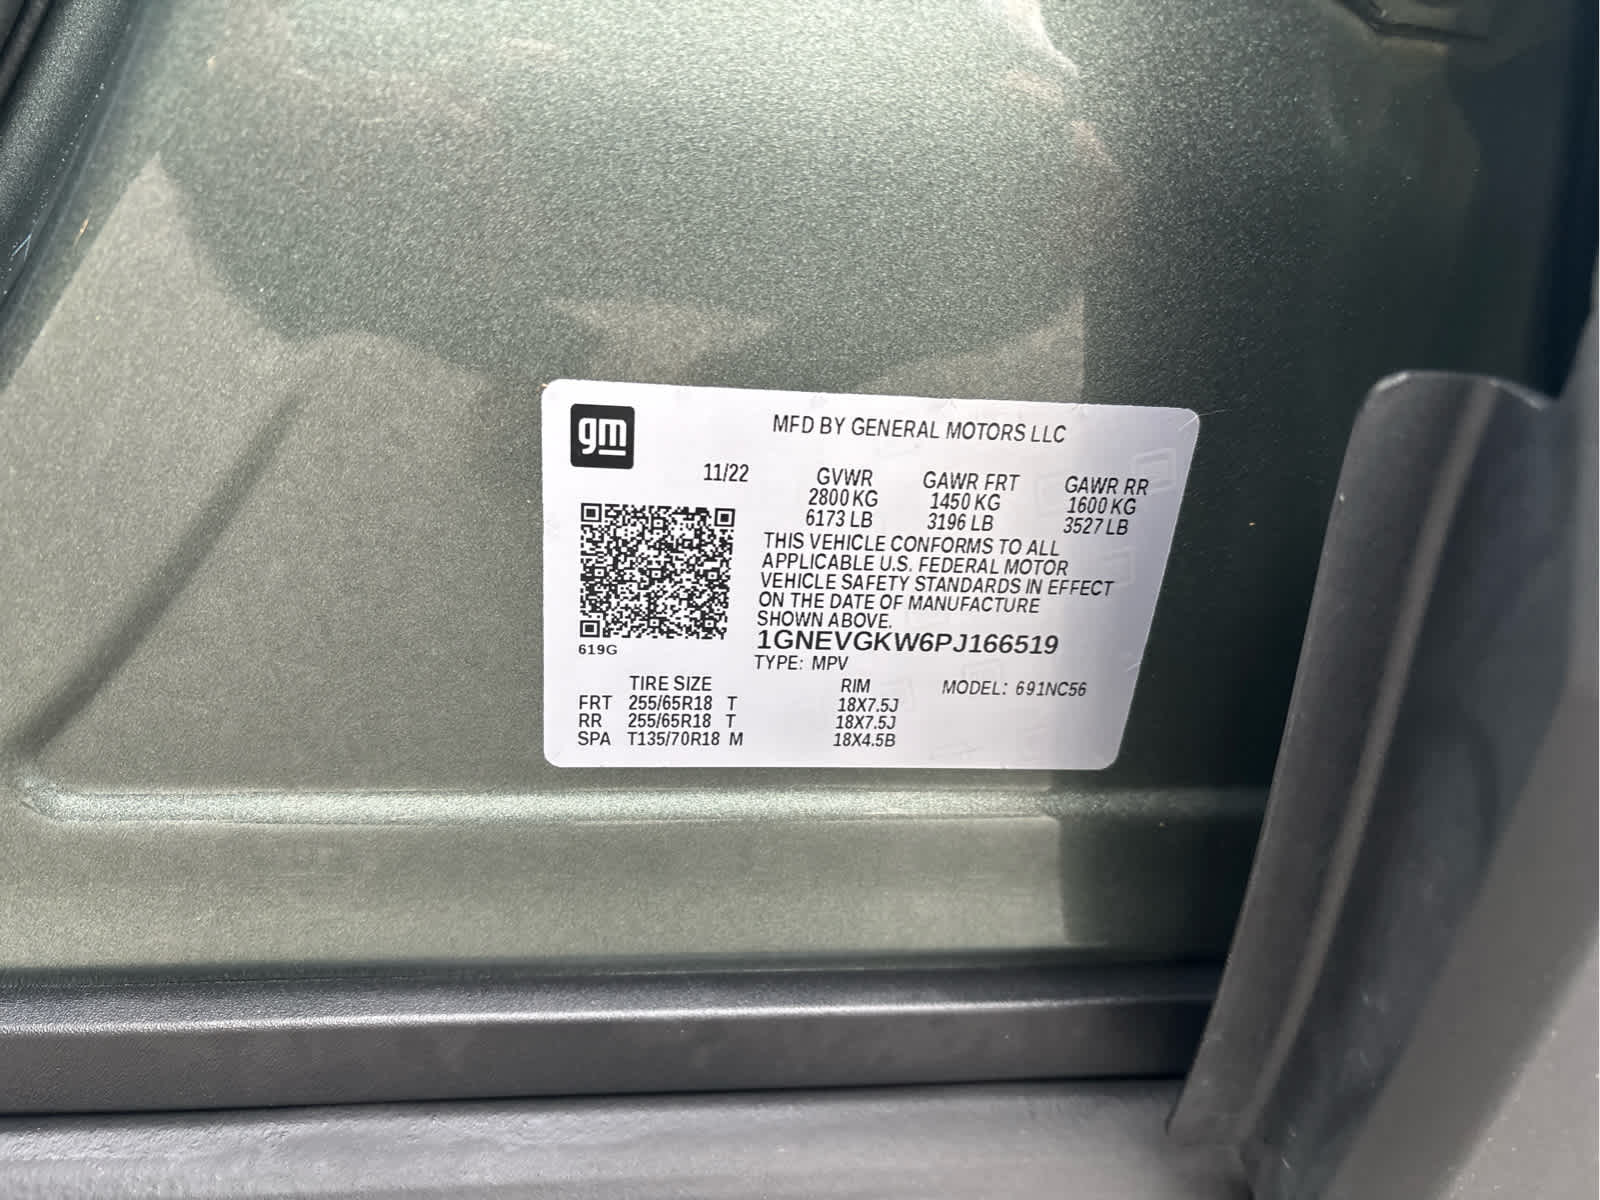 gm
MFD BY GENERAL MOTORS LLC
11/22 GVWR GAWR FRT GAWR RR
2800 KG 1450 KG 1600 KG
6173 LB 3196 LB 3527 LB
THIS VEHICLE CONFORMS TO ALL
APPLICABLE U.S. FEDERAL MOTOR
VEHICLE SAFETY STANDARDS IN EFFECT
ON THE DATE OF MANUFACTURE
SHOWN ABOVE.
1GNEVGKW6PJ166519
619G
TYPE: MPV
TIRE SIZE RIM MODEL: 691NC56
FRT 255/65R18 T 18X7.5J
RR 255/65R18 T 18X7.5J
SPA T135/70R18 M 18X4.5B